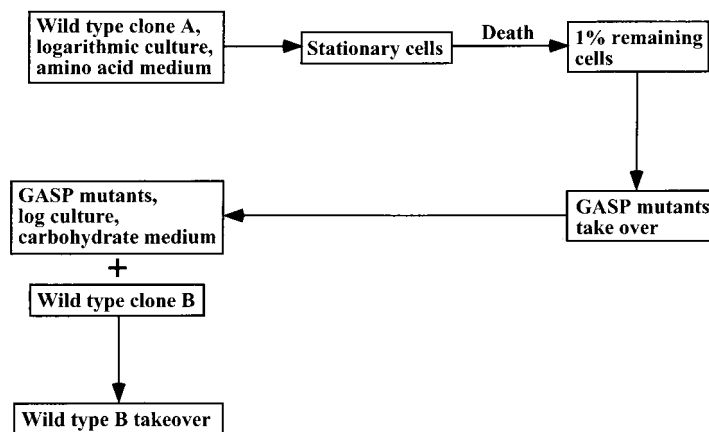 Wild type clone A,
logarithmic culture,
amino acid medium
Stationary cells
Death
1% remaining
cells
GASP mutants
take over
GASP mutants,
log culture,
carbohydrate medium
+
Wild type clone B
Wild type B takeover